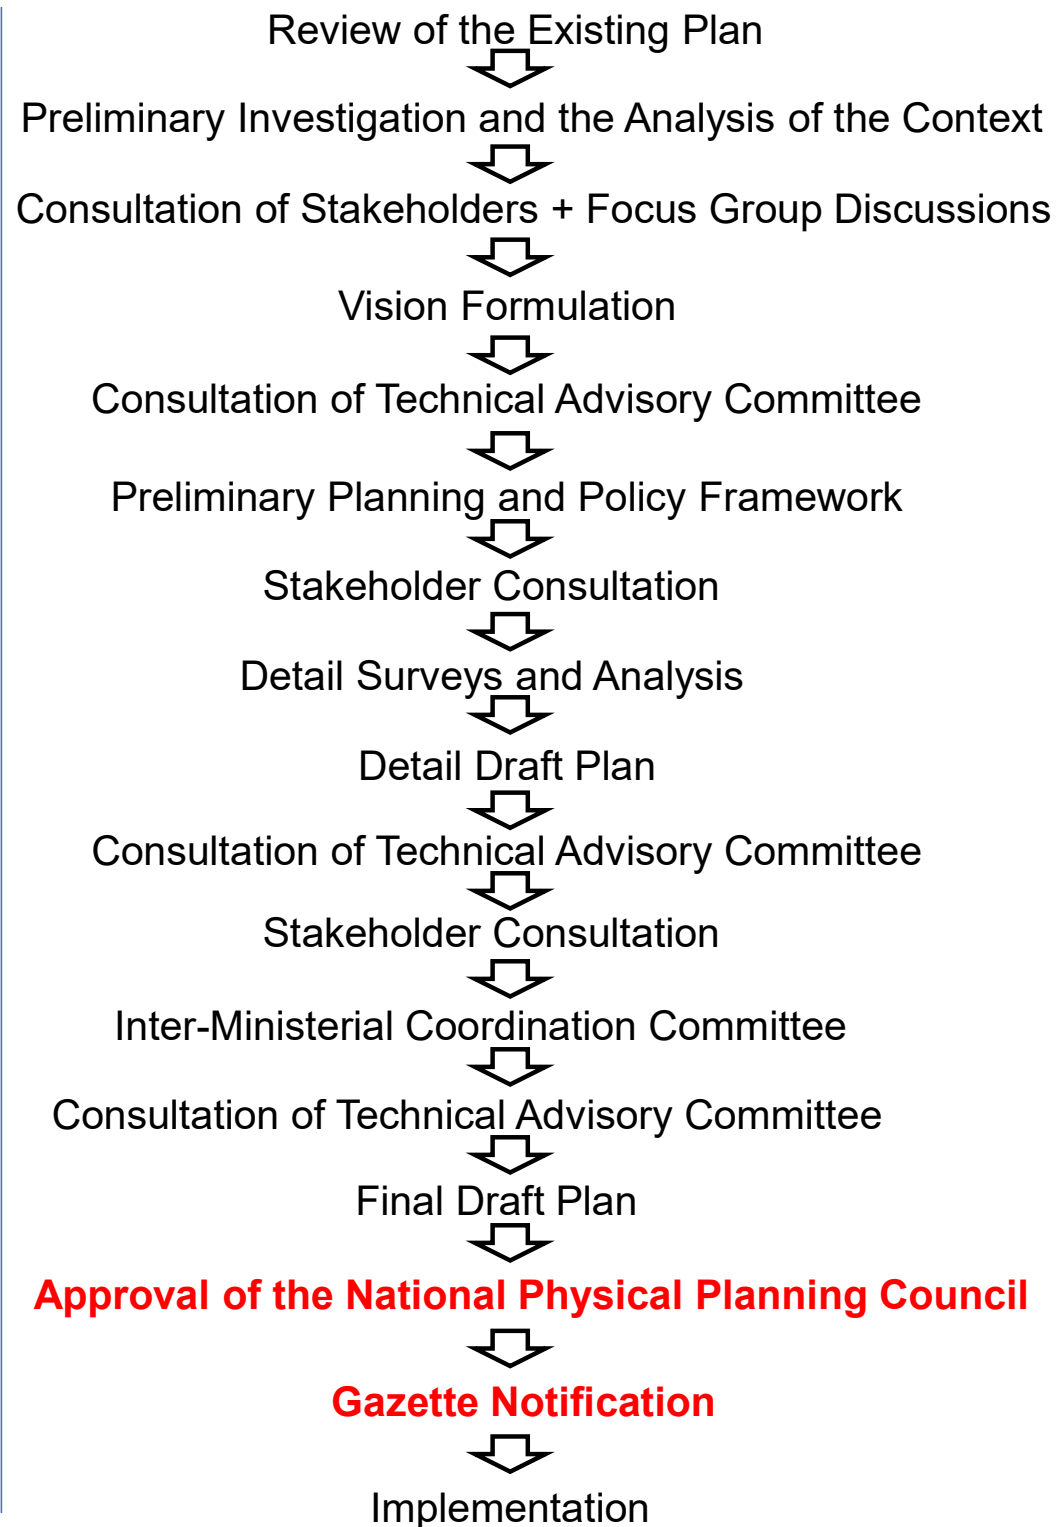 Review of the Existing Plan
Preliminary Investigation and the Analysis of the Context
Consultation of Stakeholders + Focus Group Discussions
Vision Formulation
Consultation of Technical Advisory Committee
Preliminary Planning and Policy Framework
Stakeholder Consultation
Detail Surveys and Analysis
Detail Draft Plan
Consultation of Technical Advisory Committee
Stakeholder Consultation
Inter-Ministerial Coordination Committee
Consultation of Technical Advisory Committee
Final Draft Plan
Approval of the National Physical Planning Council
Gazette Notification
Implementation